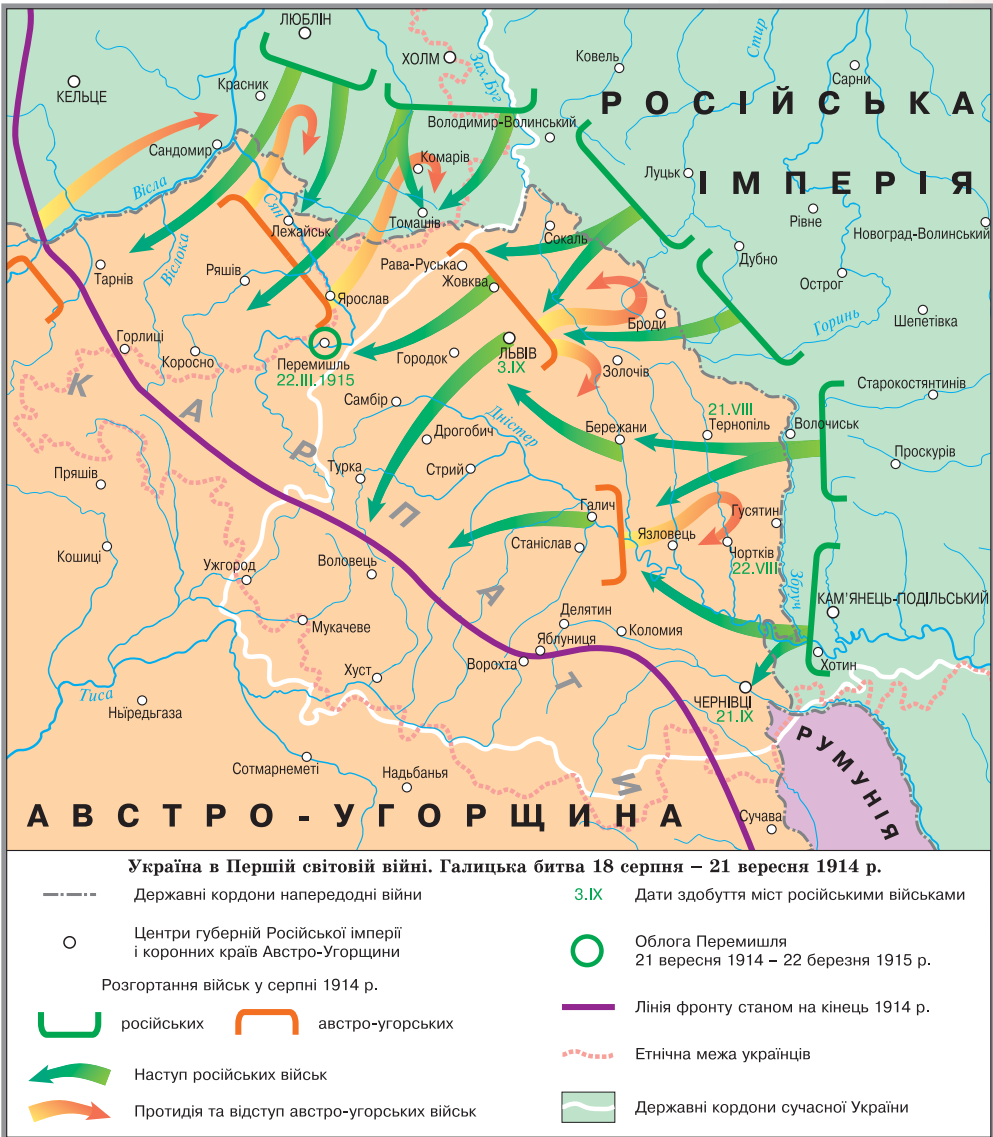 ЛЮБЛІН
ХОЛМ
Зах.Буг
Ковель
Стир
Сарни
КЕЛЬЦЕ
Красник
РОСІЙСЬКА
Володимир-Волинський
Сандомир
Комарів
Луцьк
ІМПЕРІЯ
Вісла
Сян
Лежайськ
Томашів
Сокаль
Рівне
Новоград-Волинський
Дубно
Тарнів
Віслока
Ряшів
Рава-Руська
Жовква
Острог
Ярослав
Броди
Горинь
Шепетівка
Горлиці
Коросно
Перемишль
22.III.1915
Городок
ЛЬВІВ
3.IX
Золочів
Старокостянтинів
Самбір
Дністер
21.VIII
Тернопіль
Волочиськ
Дрогобич
Бережани
Проскурів
Пряшів
Турка
Стрий
Галич
Гусятин
Кошиці
Станіслав
Язловець
Чортків
22.VIII
Ужгород
Воловець
Збруч
КАМ’ЯНЕЦЬ-ПОДІЛЬСЬКИЙ
Мукачеве
Делятин
Яблуниця
Коломия
Ворохта
Хотин
Хуст
Тиса
Ньїредьгаза
ЧЕРНІВЦІ
21.IX
КАРПАТИ
РУМУНІЯ
Сотмарнеметі
Надьбанья
Сучава
АВСТРО-УГОРЩИНА
Україна в Першій світовій війні. Галицька битва 18 серпня – 21 вересня 1914 р.
Державні кордони напередодні війни
Центри губерній Російської імперії
і коронних країв Австро-Угорщини
Розгортання військ у серпні 1914 р.
російських
австро-угорських
Наступ російських військ
Протидія та відступ австро-угорських військ
3.IX
Дати здобуття міст російськими військами
Облога Перемишля
21 вересня 1914 – 22 березня 1915 р.
Лінія фронту станом на кінець 1914 р.
Етнічна межа українців
Державні кордони сучасної України